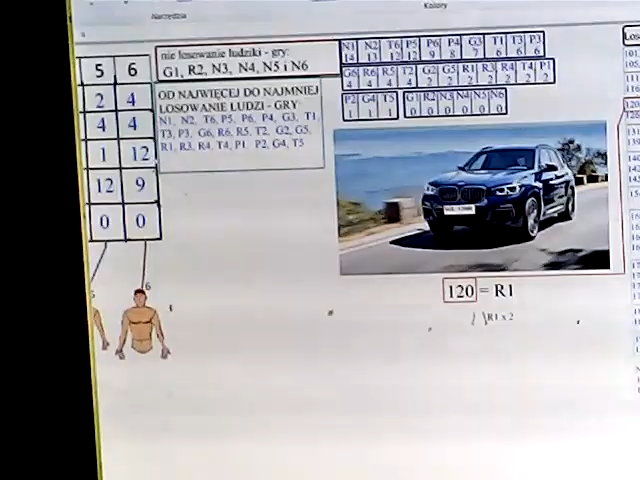 Narzędzia
Kolory
5 6
2 4
4 4
1 12
12 9
0 0
6
nie losowanie ludziki - gry:
G1, R2, N3, N4, N5 i N6
OD NAJWIĘCEJ DO NAJMNIEJ
LOSOWANIE LUDZI - GRY:
N1, N2, T6, P5, P6, P4, G3, T1,
T3, P3, G6, R6, R5, T2, G2, G5,
R1, R3, R4, T4, P1 P2, G4, T5
N1 N2 T6 P5 P6 P4 G3 T1 T3 P3
14 13 12 12 9 8 7 6 6 6
G6 R6 R5 T2 G2 G5 R1 R3 R4 T4 P1
4 4 4 4 2 2 2 2 2 2 2
P2 G4 T5
1 1 1
G1 R2 N3 N4 N5 N6
0 0 0 0 0 0
120 = R1
R1 x 2